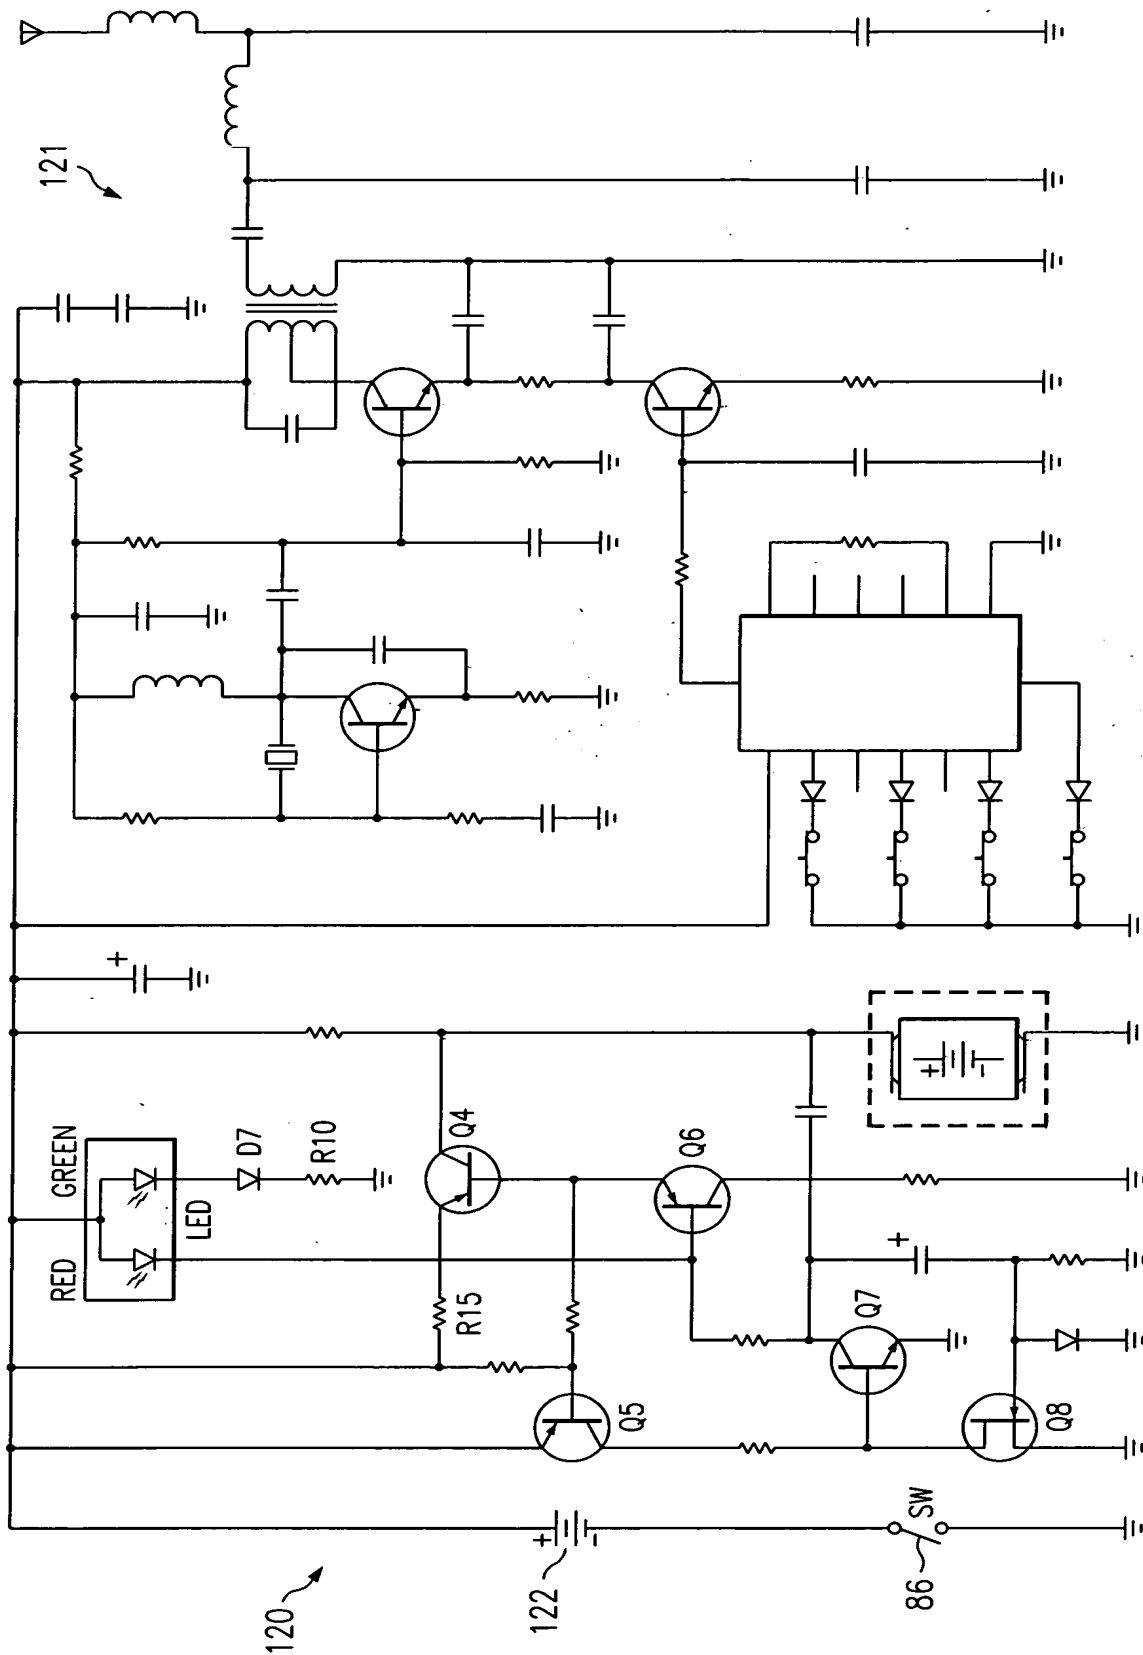 121
GREEN
RED
LED
D7
R10
Q4
R15
Q5
Q6
Q7
Q8
SW
86
122
120
+
+
+
+
-
-